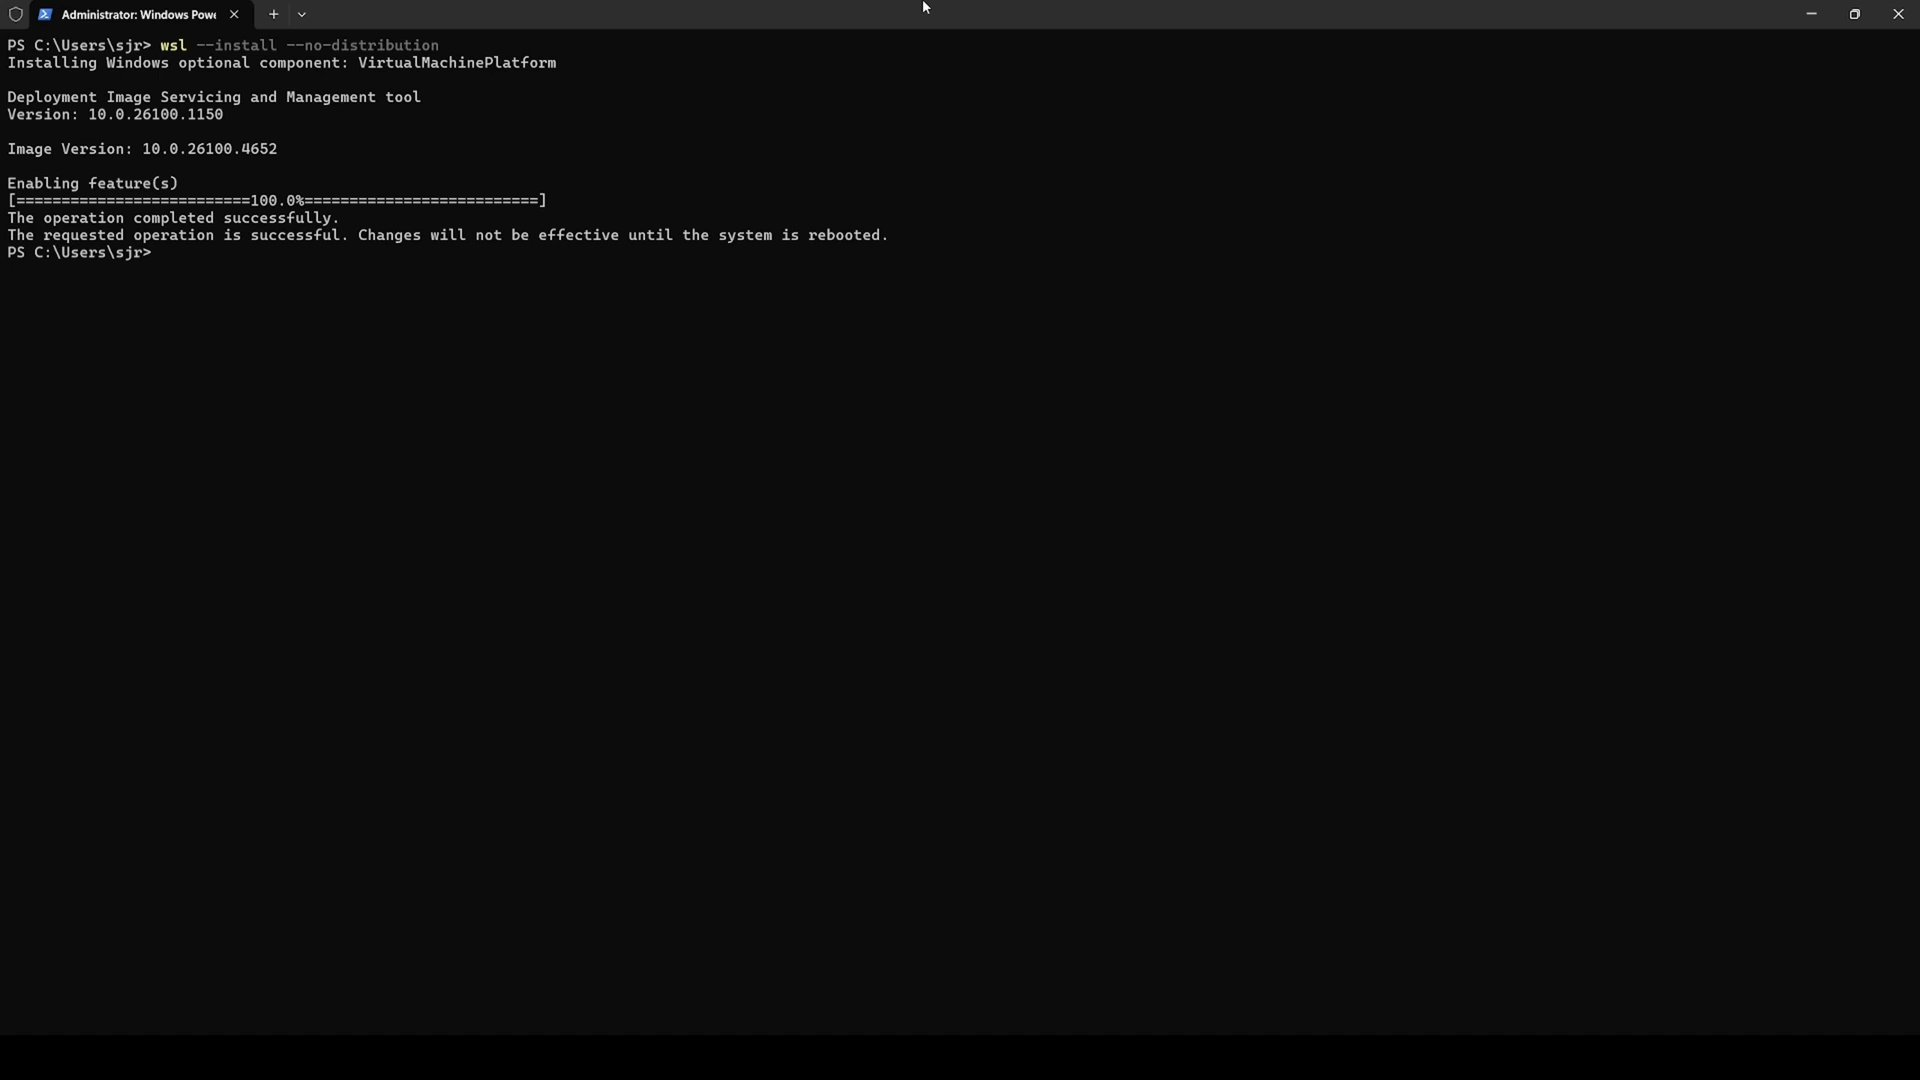 Administrator: Windows Powe
PS C:\Users\sjr> wsl --install --no-distribution
Installing Windows optional component: VirtualMachinePlatform
Deployment Image Servicing and Management tool
Version: 10.0.26100.1150
Image Version: 10.0.26100.4652
Enabling feature(s)
[==========================100.0%==========================]
The operation completed successfully.
The requested operation is successful. Changes will not be effective until the system is rebooted.
PS C:\Users\sjr>